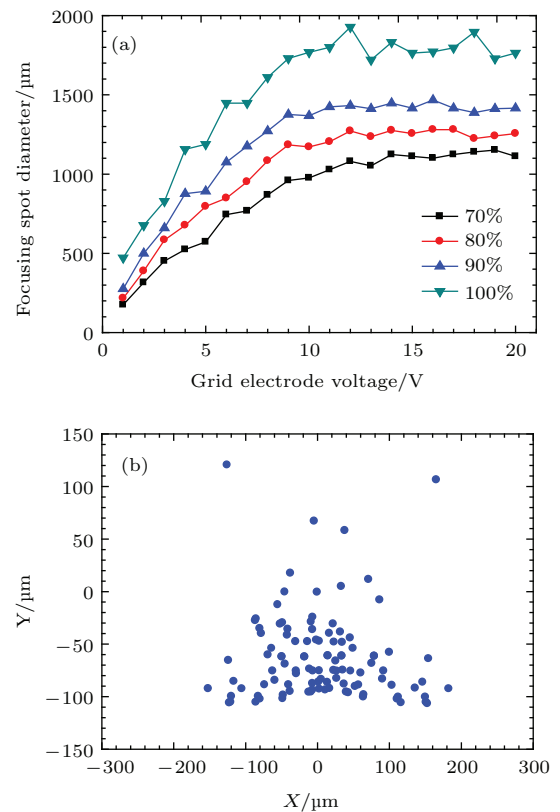 (a)
2000
1500
1000
500
0
Focusing spot diameter/µm
70%
80%
90%
100%
0 5 10 15 20
Grid electrode voltage/V
(b)
150
100
50
0
−50
−100
−150
Y/µm
−300 −200 −100 0 100 200 300
X/µm